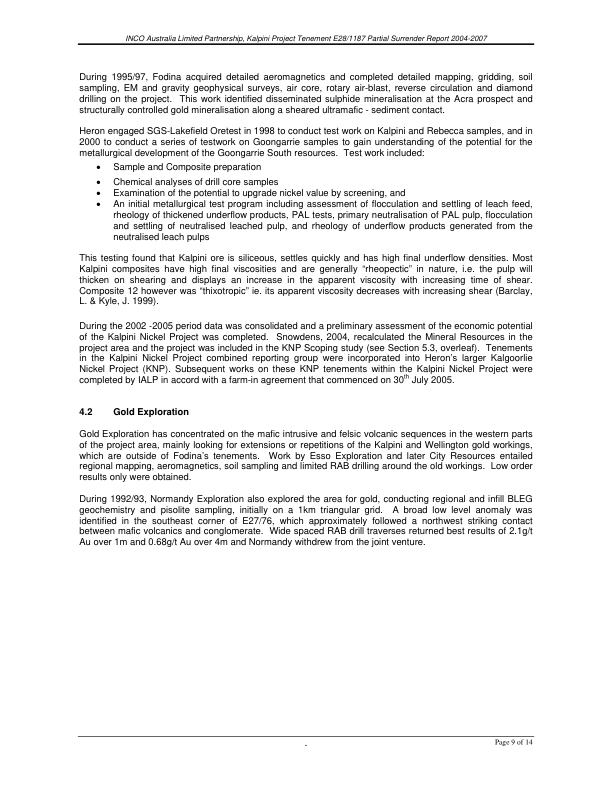 INCO Australia Limited Partnership, Kalpini Project Tenement E28/1187 Partial Surrender Report 2004-2007
During 1995/97, Fodina acquired detailed aeromagnetics and completed detailed mapping, gridding, soil
sampling, EM and gravity geophysical surveys, air core, rotary air-blast, reverse circulation and diamond
drilling on the project. This work identified disseminated sulphide mineralisation at the Acra prospect and
structurally controlled gold mineralisation along a sheared ultramafic - sediment contact.
Heron engaged SGS-Lakefield Oretest in 1998 to conduct test work on Kalpini and Rebecca samples, and in
2000 to conduct a series of testwork on Goongarrie samples to gain understanding of the potential for the
metallurgical development of the Goongarrie South resources. Test work included:
• Sample and Composite preparation
• Chemical analyses of drill core samples
• Examination of the potential to upgrade nickel value by screening, and
• An initial metallurgical test program including assessment of flocculation and settling of leach feed,
rheology of thickened underflow products, PAL tests, primary neutralisation of PAL pulp, flocculation
and settling of neutralised leached pulp, and rheology of underflow products generated from the
neutralised leach pulps
This testing found that Kalpini ore is siliceous, settles quickly and has high final underflow densities. Most
Kalpini composites have high final viscosities and are generally “rheopectic” in nature, i.e. the pulp will
thicken on shearing and displays an increase in the apparent viscosity with increasing time of shear.
Composite 12 however was “thixotropic” ie. its apparent viscosity decreases with increasing shear (Barclay,
L. & Kyle, J. 1999).
During the 2002 -2005 period data was consolidated and a preliminary assessment of the economic potential
of the Kalpini Nickel Project was completed. Snowdens, 2004, recalculated the Mineral Resources in the
project area and the project was included in the KNP Scoping study (see Section 5.3, overleaf). Tenements
in the Kalpini Nickel Project combined reporting group were incorporated into Heron's larger Kalgoorlie
Nickel Project (KNP). Subsequent works on these KNP tenements within the Kalpini Nickel Project were
completed by IALP in accord with a farm-in agreement that commenced on 30th July 2005.
4.2 Gold Exploration
Gold Exploration has concentrated on the mafic intrusive and felsic volcanic sequences in the western parts
of the project area, mainly looking for extensions or repetitions of the Kalpini and Wellington gold workings,
which are outside of Fodina's tenements. Work by Esso Exploration and later City Resources entailed
regional mapping, aeromagnetics, soil sampling and limited RAB drilling around the old workings. Low order
results only were obtained.
During 1992/93, Normandy Exploration also explored the area for gold, conducting regional and infill BLEG
geochemistry and pisolite sampling, initially on a 1km triangular grid. A broad low level anomaly was
identified in the southeast corner of E27/76, which approximately followed a northwest striking contact
between mafic volcanics and conglomerate. Wide spaced RAB drill traverses returned best results of 2.1g/t
Au over 1m and 0.68g/t Au over 4m and Normandy withdrew from the joint venture.
- Page 9 of 14